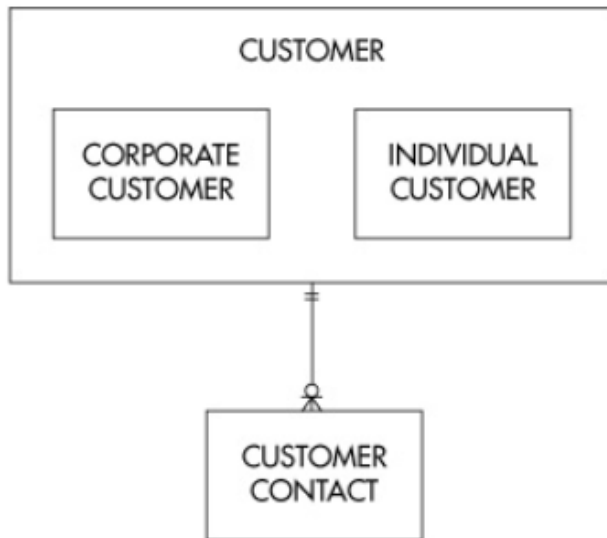 CUSTOMER
CORPORATE
CUSTOMER
INDIVIDUAL
CUSTOMER
CUSTOMER
CONTACT